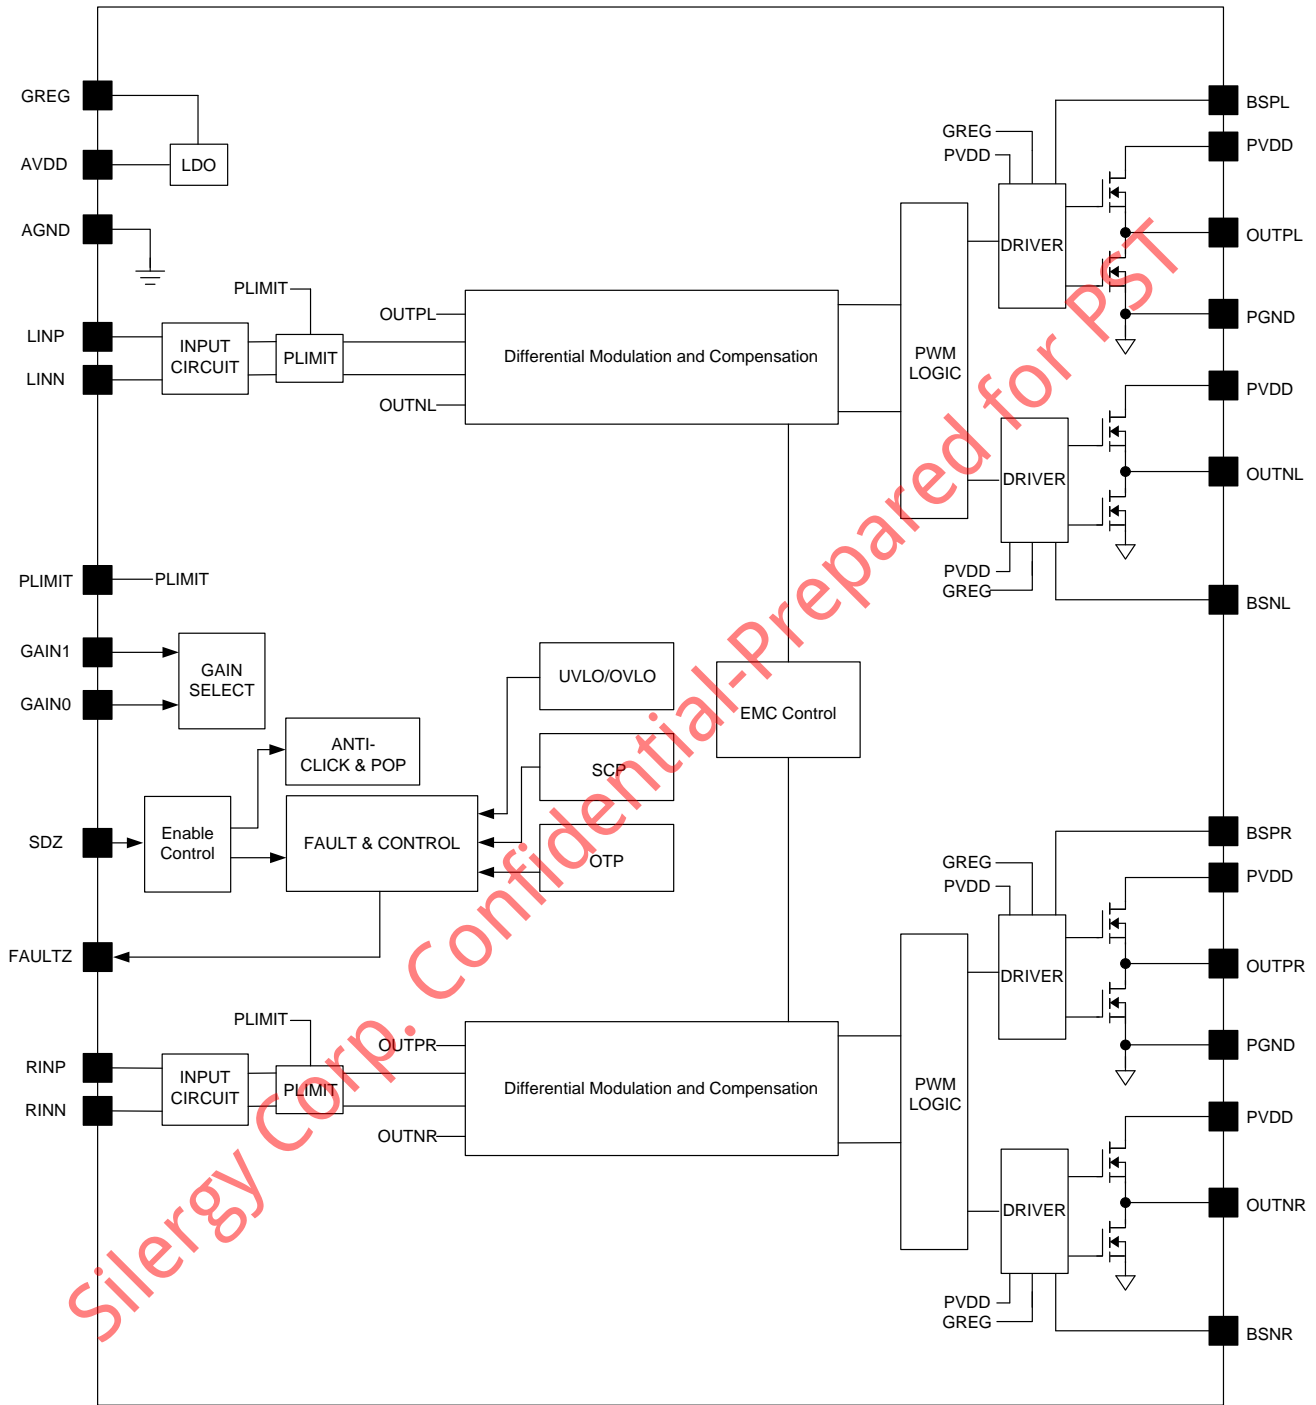 GREG
AVDD
AGND
LDO
LINP
LINN
INPUT
CIRCUIT
PLIMIT
PLIMIT
OUTPL
OUTNL
Differential Modulation and Compensation
PWM
LOGIC
GREG
PVDD
DRIVER
DRIVER
PVDD
GREG
BSPL
PVDD
OUTPL
PGND
PVDD
OUTNL
BSNL
PLIMIT
PLIMIT
GAIN1
GAIN0
GAIN
SELECT
ANTI-
CLICK & POP
UVLO/OVLO
SCP
OTP
EMC Control
SDZ
Enable
Control
FAULT & CONTROL
FAULTZ
RINP
RINN
INPUT
CIRCUIT
PLIMIT
PLIMIT
OUTPR
OUTNR
Differential Modulation and Compensation
PWM
LOGIC
GREG
PVDD
DRIVER
DRIVER
PVDD
GREG
BSPR
PVDD
OUTPR
PGND
PVDD
OUTNR
BSNR
Silergy Corp. Confidential-Prepared for PST